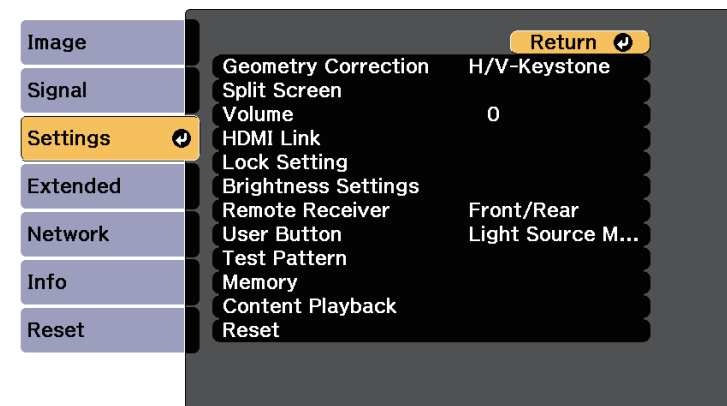 Image
Signal
Settings
Extended
Network
Info
Reset
Return
Geometry Correction H/V-Keystone
Split Screen
Volume 0
HDMI Link
Lock Setting
Brightness Settings
Remote Receiver Front/Rear
User Button Light Source M...
Test Pattern
Memory
Content Playback
Reset